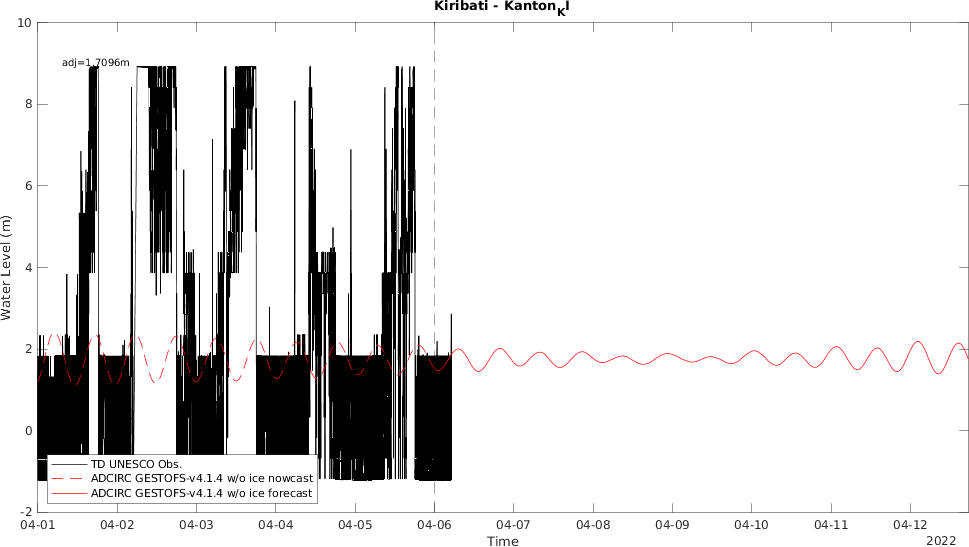 Kiribati - Kanton_KI
adj=1.7096m
Water Level (m)
10
8
6
4
2
0
-2
TD UNESCO Obs.
ADCIRC GESTOFS-v4.1.4 w/o ice nowcast
ADCIRC GESTOFS-v4.1.4 w/o ice forecast
04-01 04-02 04-03 04-04 04-05 04-06 04-07 04-08 04-09 04-10 04-11 04-12
Time
2022